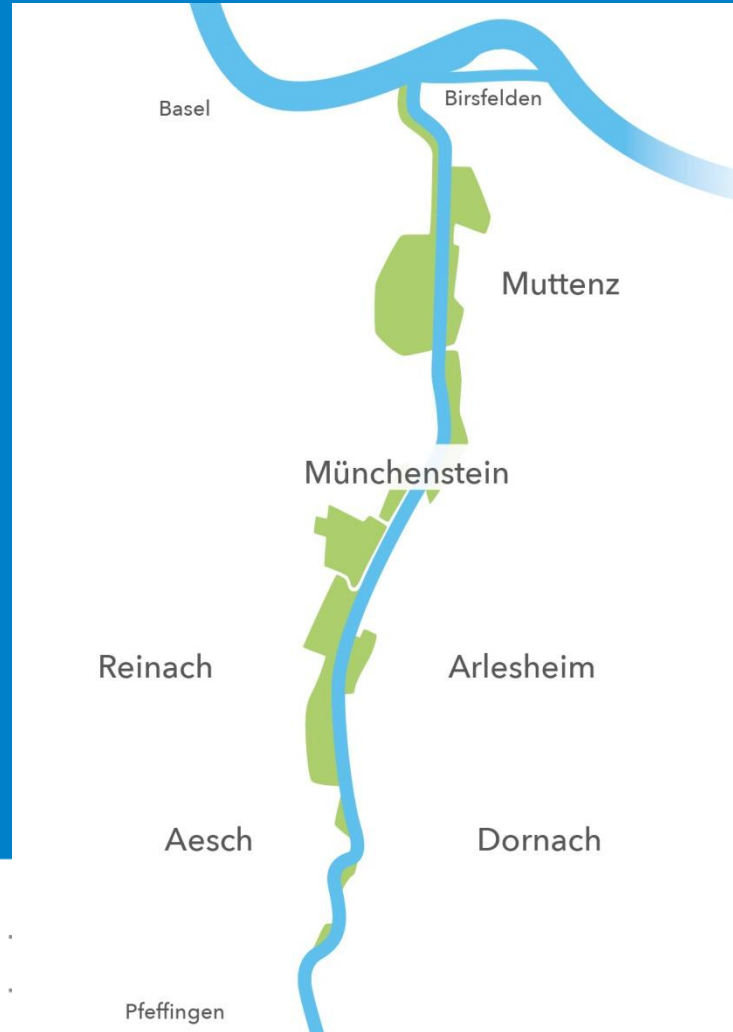 Basel
Birsfelden
Muttenz
Münchenstein
Reinach
Arlesheim
Aesch
Dornach
Pfeffingen